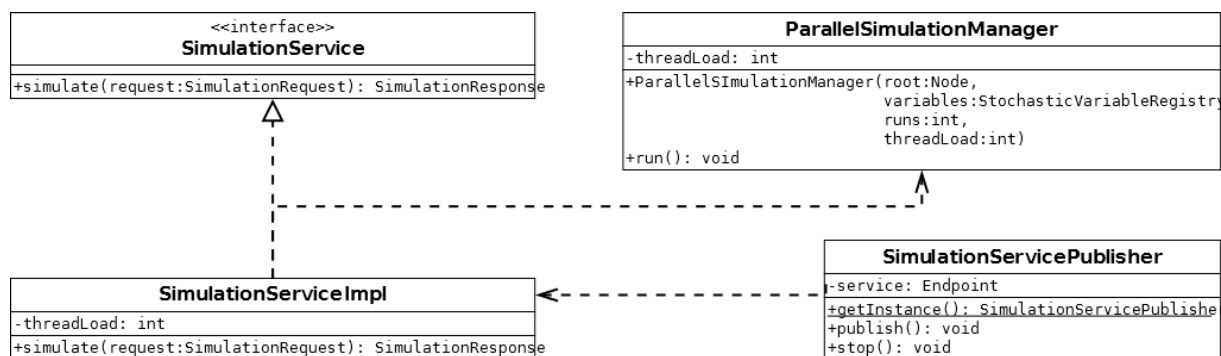 <<interface>>
SimulationService
+simulate(request:SimulationRequest): SimulationResponse
ParallelSimulationManager
-threadLoad: int
+ParallelSImulationManager(root:Node,
variables:StochasticVariableRegistry
runs:int,
threadLoad:int)
+run(): void
SimulationServiceImpl
-threadLoad: int
+simulate(request:SimulationRequest): SimulationResponse
SimulationServicePublisher
-service: Endpoint
+getInstance(): SimulationServicePublishe
+publish(): void
+stop(): void